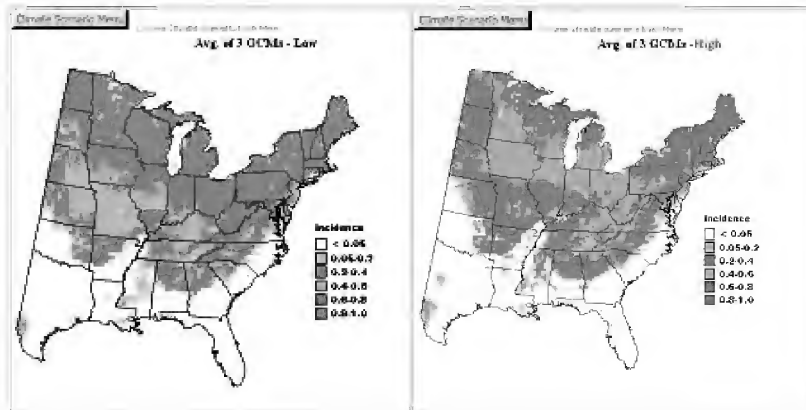 Climate Scenario Menu
Avg. of 3 GCMs - Low
Incidence
< 0.05
0.05-0.2
0.2-0.4
0.4-0.6
0.6-0.8
0.8-1.0
Climate Scenario Menu
Avg. of 3 GCMs -High
Incidence
< 0.05
0.05-0.2
0.2-0.4
0.4-0.6
0.6-0.8
0.8-1.0